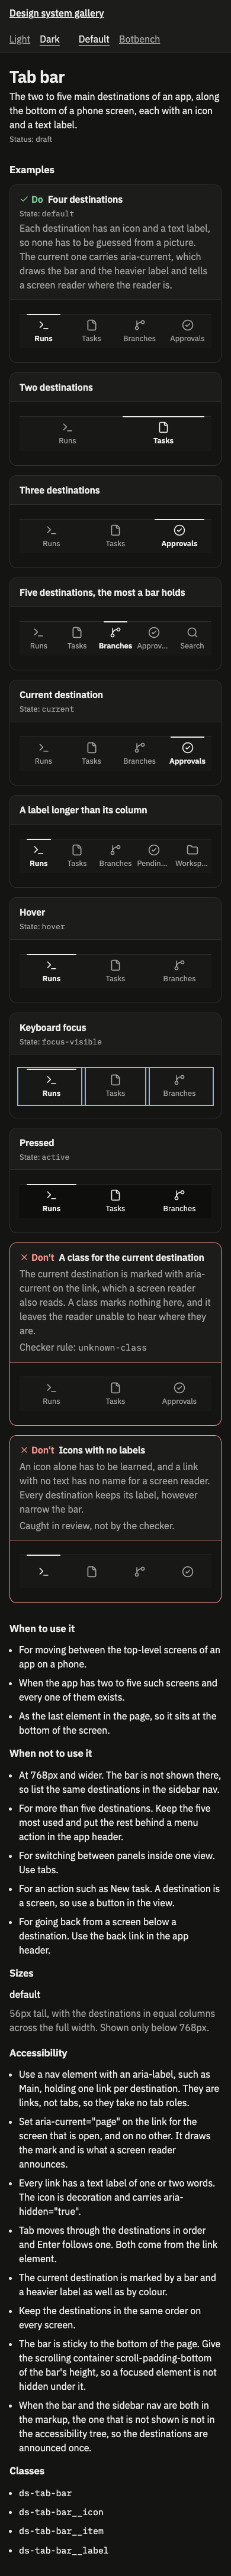 Design system gallery
Light Dark Default Botbench
Tab bar
The two to five main destinations of an app, along
the bottom of a phone screen, each with an icon
and a text label.
Status: draft
Examples
Do Four destinations
State: default
Each destination has an icon and a text label,
so none has to be guessed from a picture.
The current one carries aria-current, which
draws the bar and the heavier label and tells
a screen reader where the reader is.
Runs Tasks Branches Approvals
Two destinations
Runs Tasks
Three destinations
Runs Tasks Approvals
Five destinations, the most a bar holds
Runs Tasks Branches Approv... Search
Current destination
State: current
Runs Tasks Branches Approvals
A label longer than its column
Runs Tasks Branches Pendin... Worksp...
Hover
State: hover
Runs Tasks Branches
Keyboard focus
State: focus-visible
Runs Tasks Branches
Pressed
State: active
Runs Tasks Branches
Don't A class for the current destination
The current destination is marked with aria-
current on the link, which a screen reader
also reads. A class marks nothing here, and it
leaves the reader unable to hear where they
are.
Checker rule: unknown-class
Runs Tasks Approvals
Don't Icons with no labels
An icon alone has to be learned, and a link
with no text has no name for a screen reader.
Every destination keeps its label, however
narrow the bar.
Caught in review, not by the checker.
When to use it
• For moving between the top-level screens of an
app on a phone.
• When the app has two to five such screens and
every one of them exists.
• As the last element in the page, so it sits at the
bottom of the screen.
When not to use it
• At 768px and wider. The bar is not shown there,
so list the same destinations in the sidebar nav.
• For more than five destinations. Keep the five
most used and put the rest behind a menu
action in the app header.
• For switching between panels inside one view.
Use tabs.
• For an action such as New task. A destination is
a screen, so use a button in the view.
• For going back from a screen below a
destination. Use the back link in the app
header.
Sizes
default
56px tall, with the destinations in equal columns
across the full width. Shown only below 768px.
Accessibility
• Use a nav element with an aria-label, such as
Main, holding one link per destination. They are
links, not tabs, so they take no tab roles.
• Set aria-current="page" on the link for the
screen that is open, and on no other. It draws
the mark and is what a screen reader
announces.
• Every link has a text label of one or two words.
The icon is decoration and carries aria-
hidden="true".
• Tab moves through the destinations in order
and Enter follows one. Both come from the link
element.
• The current destination is marked by a bar and
a heavier label as well as by colour.
• Keep the destinations in the same order on
every screen.
• The bar is sticky to the bottom of the page. Give
the scrolling container scroll-padding-bottom
of the bar's height, so a focused element is not
hidden under it.
• When the bar and the sidebar nav are both in
the markup, the one that is not shown is not in
the accessibility tree, so the destinations are
announced once.
Classes
• ds-tab-bar
• ds-tab-bar__icon
• ds-tab-bar__item
• ds-tab-bar__label